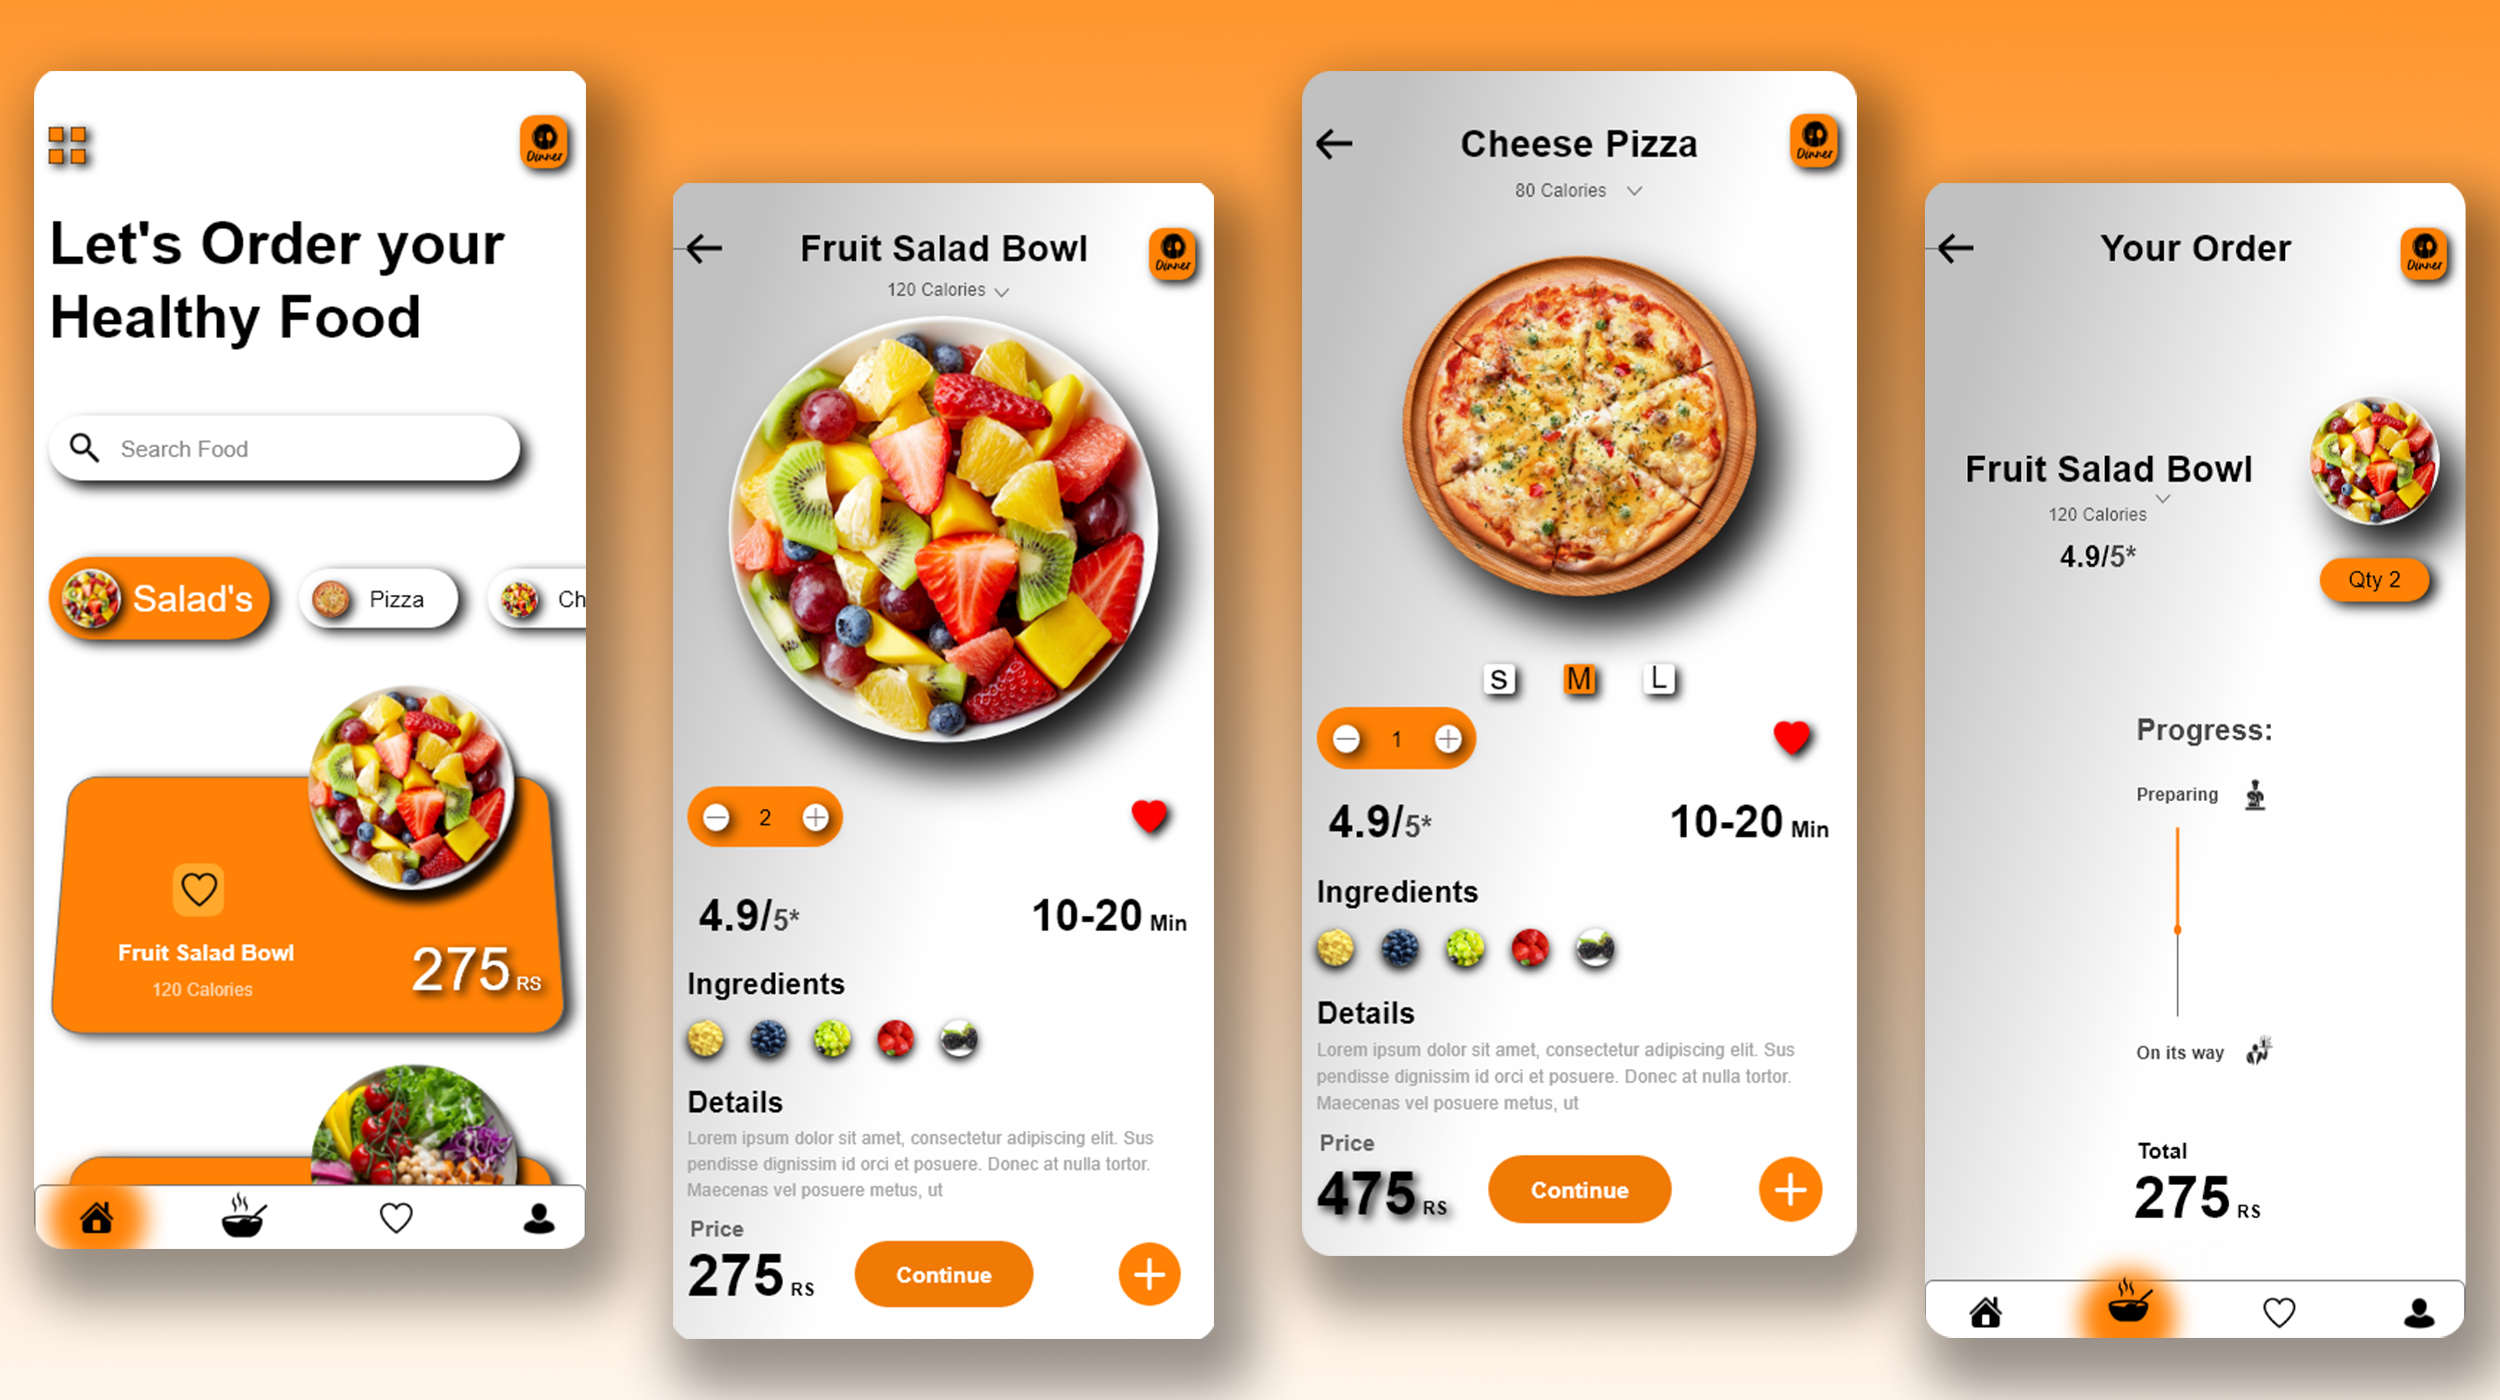 Dinner
Let's Order your
Healthy Food
Search Food
Salad's
Pizza
Ch
Fruit Salad Bowl
120 Calories
275 RS
Fruit Salad Bowl
Dinner
120 Calories
2
4.9/5*
10-20 Min
Ingredients
Details
Lorem ipsum dolor sit amet, consectetur adipiscing elit. Sus
pendisse dignissim id orci et posuere. Donec at nulla tortor.
Maecenas vel posuere metus, ut
Price
275 RS
Continue
Cheese Pizza
Dinner
80 Calories
S
M
L
1
4.9/5*
10-20 Min
Ingredients
Details
Lorem ipsum dolor sit amet, consectetur adipiscing elit. Sus
pendisse dignissim id orci et posuere. Donec at nulla tortor.
Maecenas vel posuere metus, ut
Price
475 RS
Continue
Your Order
Dinner
Fruit Salad Bowl
120 Calories
4.9/5*
Qty 2
Progress:
Preparing
On its way
Total
275 RS